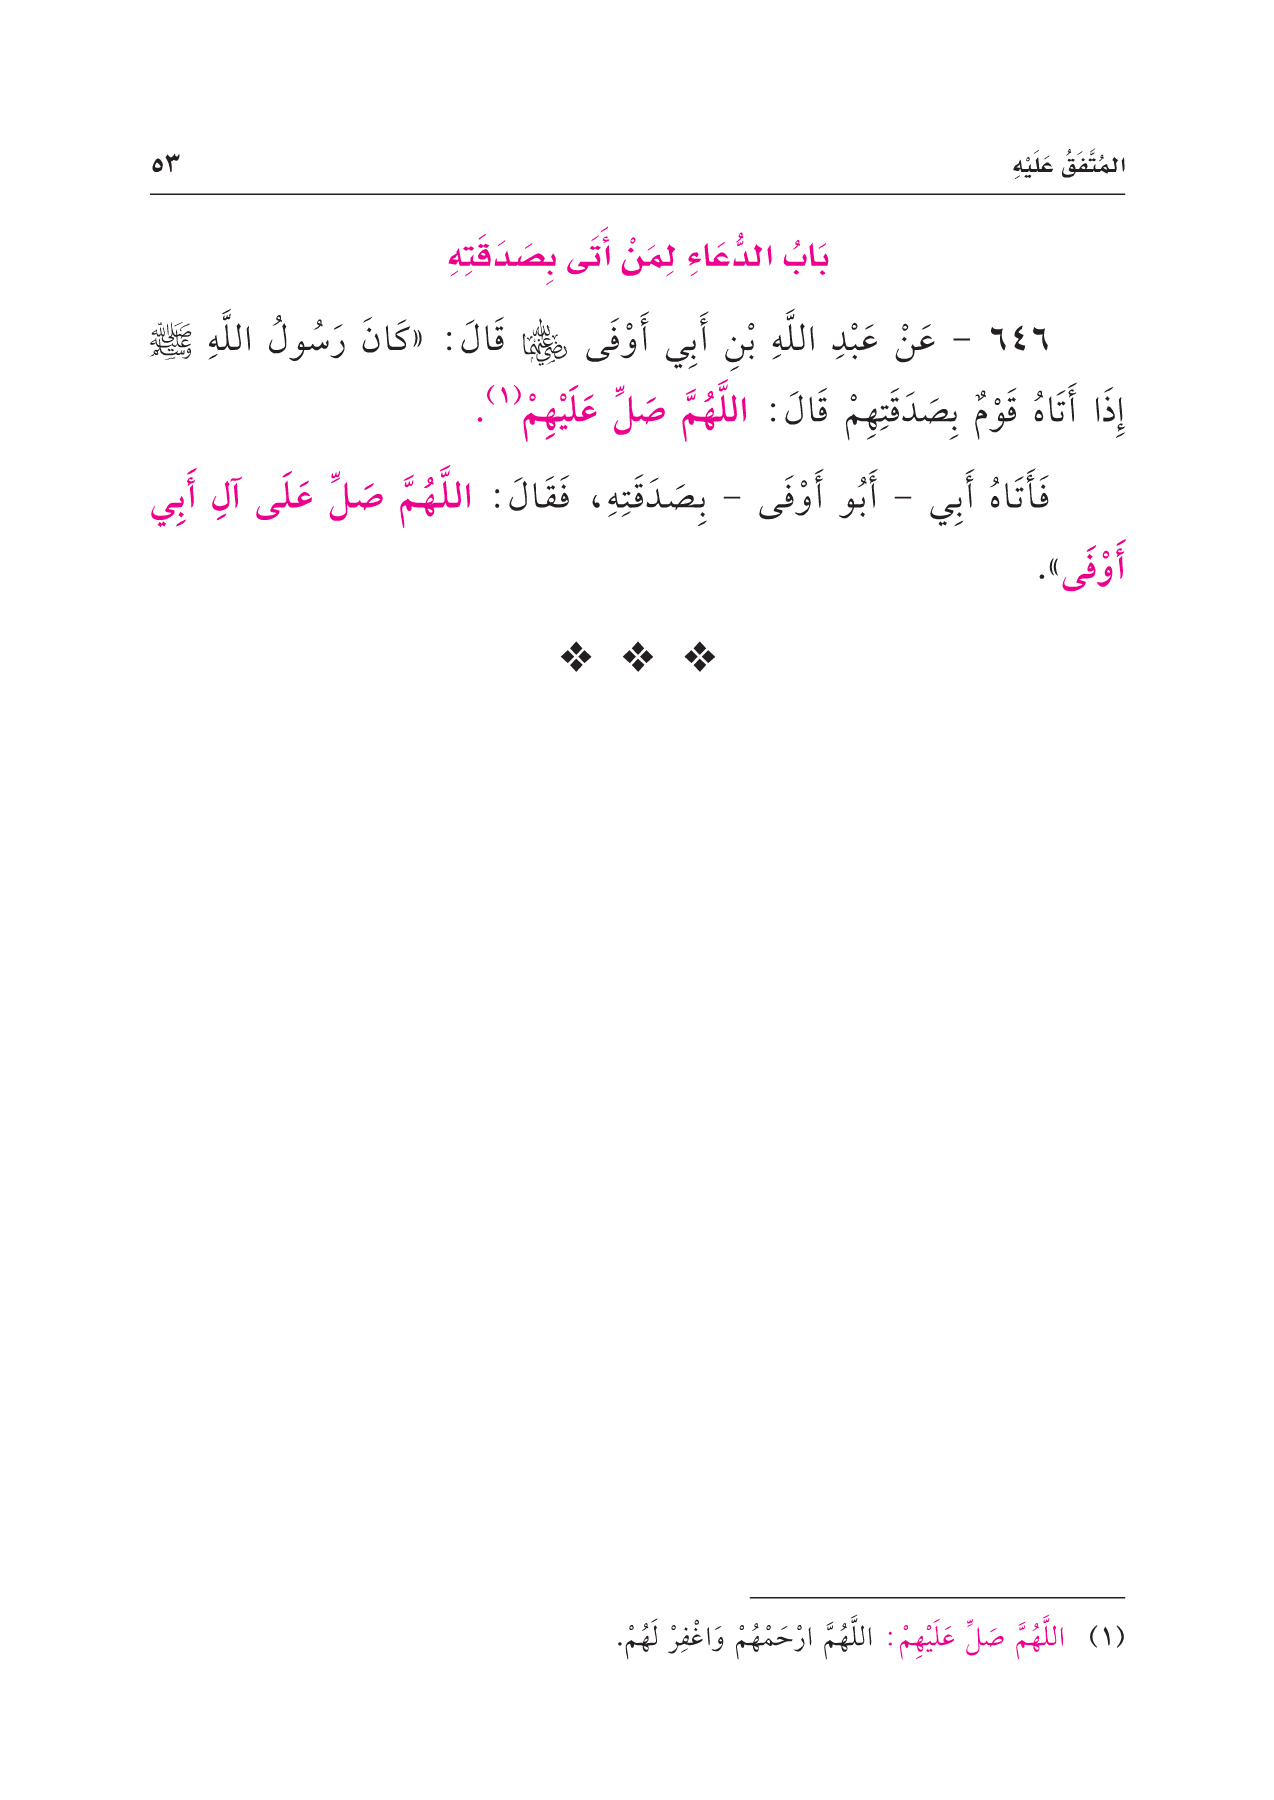 المُتَّفَقُ عَلَيْهِ ٥٣
بَابُ الدُّعَاءِ لِمَنْ أَتَى بِصَدَقَتِهِ
٦٤٦ - عَنْ عَبْدِ اللَّهِ بْنِ أَبِي أَوْفَى رضي الله عنهما قَالَ: «كَانَ رَسُولُ اللَّهِ ﷺ
إِذَا أَتَاهُ قَوْمٌ بِصَدَقَتِهِمْ قَالَ: اللَّهُمَّ صَلِّ عَلَيْهِمْ(١).
فَأَتَاهُ أَبِي - أَبُو أَوْفَى - بِصَدَقَتِهِ، فَقَالَ: اللَّهُمَّ صَلِّ عَلَى آلِ أَبِي
أَوْفَى».
(١) اللَّهُمَّ صَلِّ عَلَيْهِمْ: اللَّهُمَّ ارْحَمْهُمْ وَاغْفِرْ لَهُمْ.